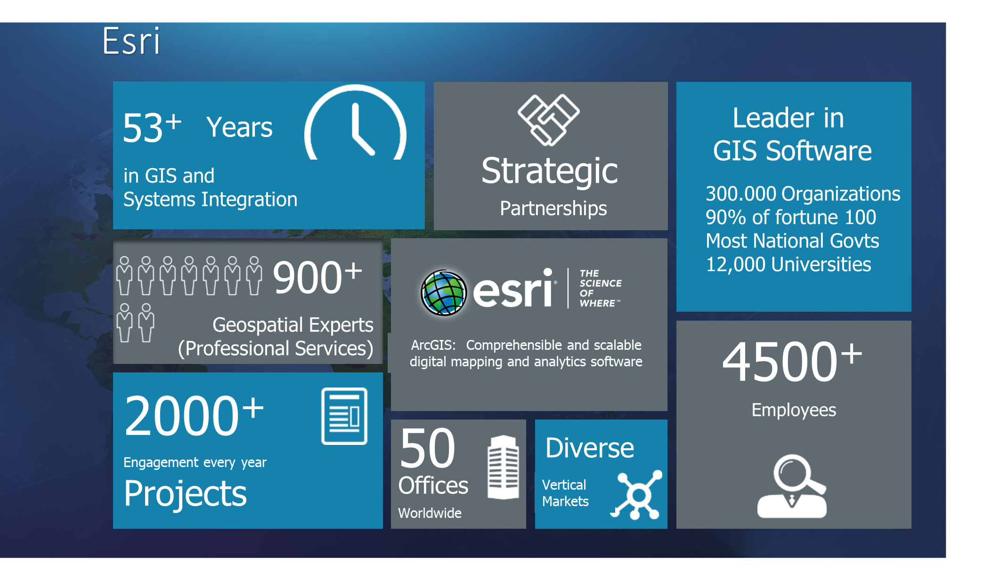 Esri
53+ Years
in GIS and
Systems Integration
Strategic
Partnerships
Leader in
GIS Software
300.000 Organizations
90% of fortune 100
Most National Govts
12,000 Universities
900+
Geospatial Experts
(Professional Services)
esri®
THE
SCIENCE
OF
WHERE™
ArcGIS: Comprehensible and scalable
digital mapping and analytics software
4500+
Employees
2000+
Engagement every year
Projects
50
Offices
Worldwide
Diverse
Vertical
Markets